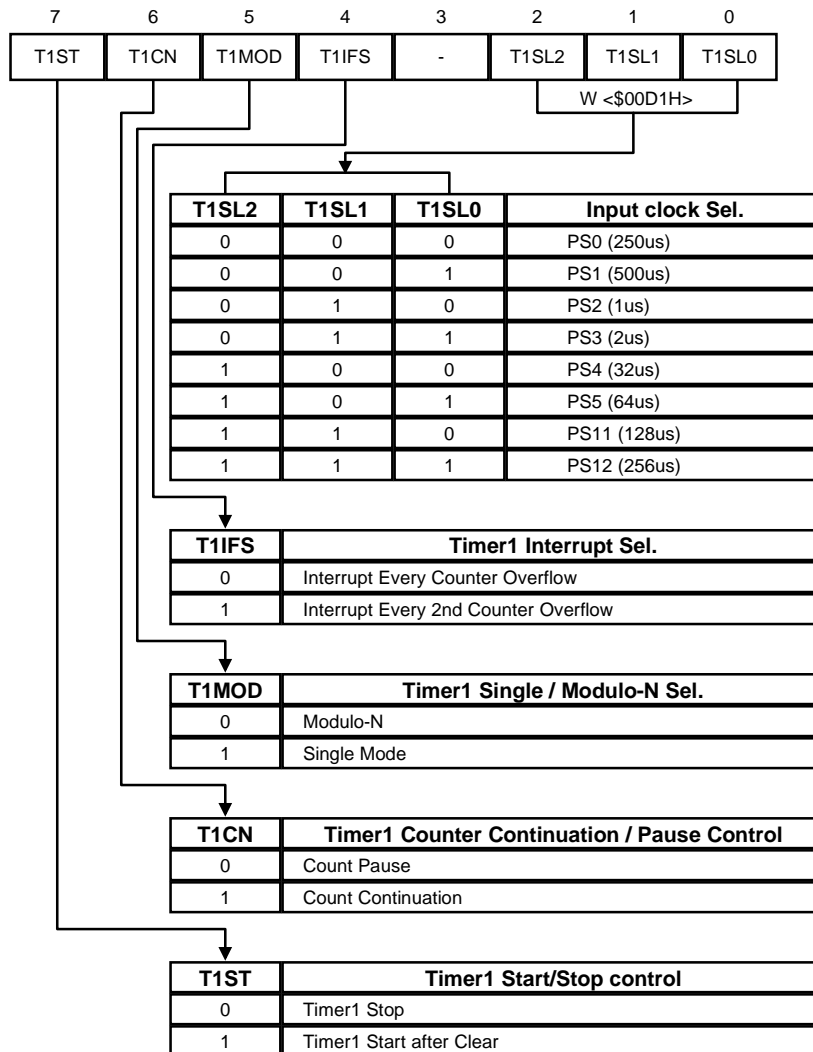 7 6 5 4 3 2 1 0
T1ST T1CN T1MOD T1IFS - T1SL2 T1SL1 T1SL0
W <$00D1H>
T1SL2 T1SL1 T1SL0 Input clock Sel.
0 0 0 PS0 (250us)
0 0 1 PS1 (500us)
0 1 0 PS2 (1us)
0 1 1 PS3 (2us)
1 0 0 PS4 (32us)
1 0 1 PS5 (64us)
1 1 0 PS11 (128us)
1 1 1 PS12 (256us)
T1IFS Timer1 Interrupt Sel.
0 Interrupt Every Counter Overflow
1 Interrupt Every 2nd Counter Overflow
T1MOD Timer1 Single / Modulo-N Sel.
0 Modulo-N
1 Single Mode
T1CN Timer1 Counter Continuation / Pause Control
0 Count Pause
1 Count Continuation
T1ST Timer1 Start/Stop control
0 Timer1 Stop
1 Timer1 Start after Clear